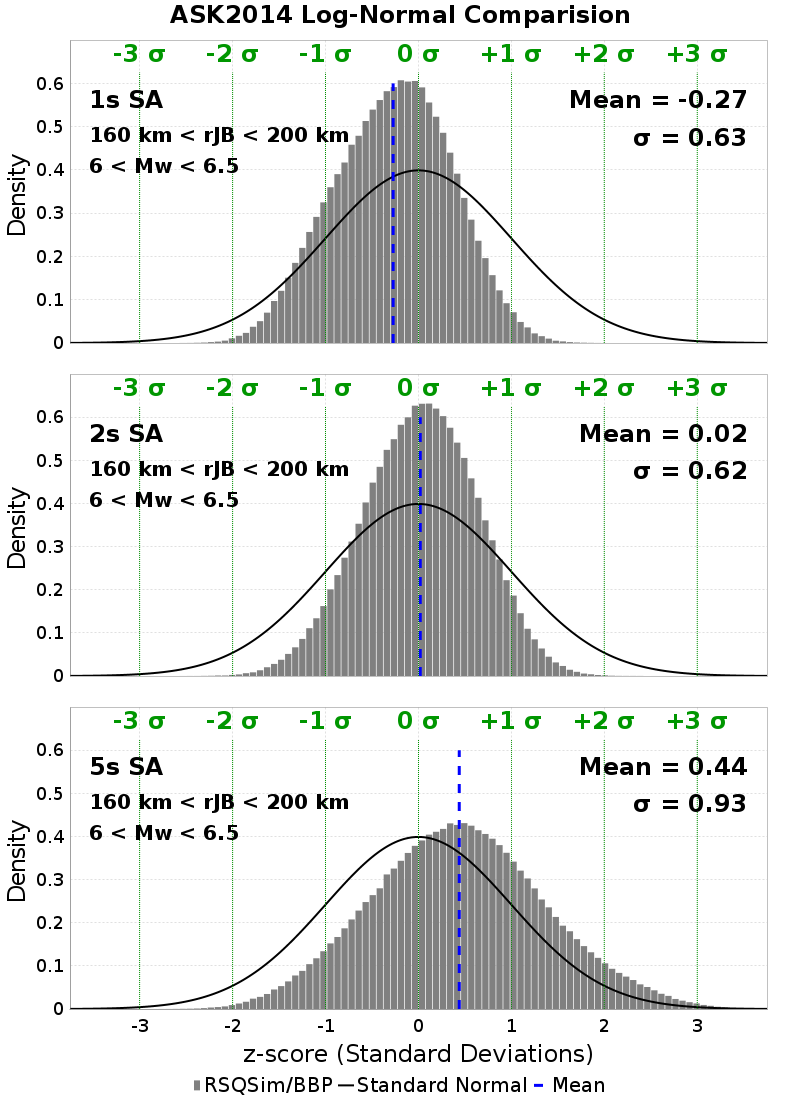 ASK2014 Log-Normal Comparision
-3 σ -2 σ -1 σ 0 σ +1 σ +2 σ +3 σ
1s SA
Mean = -0.27
160 km < rJB < 200 km
σ = 0.63
6 < Mw < 6.5
Density
0.6
0.5
0.4
0.3
0.2
0.1
0
-3 σ -2 σ -1 σ 0 σ +1 σ +2 σ +3 σ
2s SA
Mean = 0.02
160 km < rJB < 200 km
σ = 0.62
6 < Mw < 6.5
Density
0.6
0.5
0.4
0.3
0.2
0.1
0
-3 σ -2 σ -1 σ 0 σ +1 σ +2 σ +3 σ
5s SA
Mean = 0.44
160 km < rJB < 200 km
σ = 0.93
6 < Mw < 6.5
Density
0.6
0.5
0.4
0.3
0.2
0.1
0
-3 -2 -1 0 1 2 3
z-score (Standard Deviations)
RSQSim/BBP Standard Normal Mean